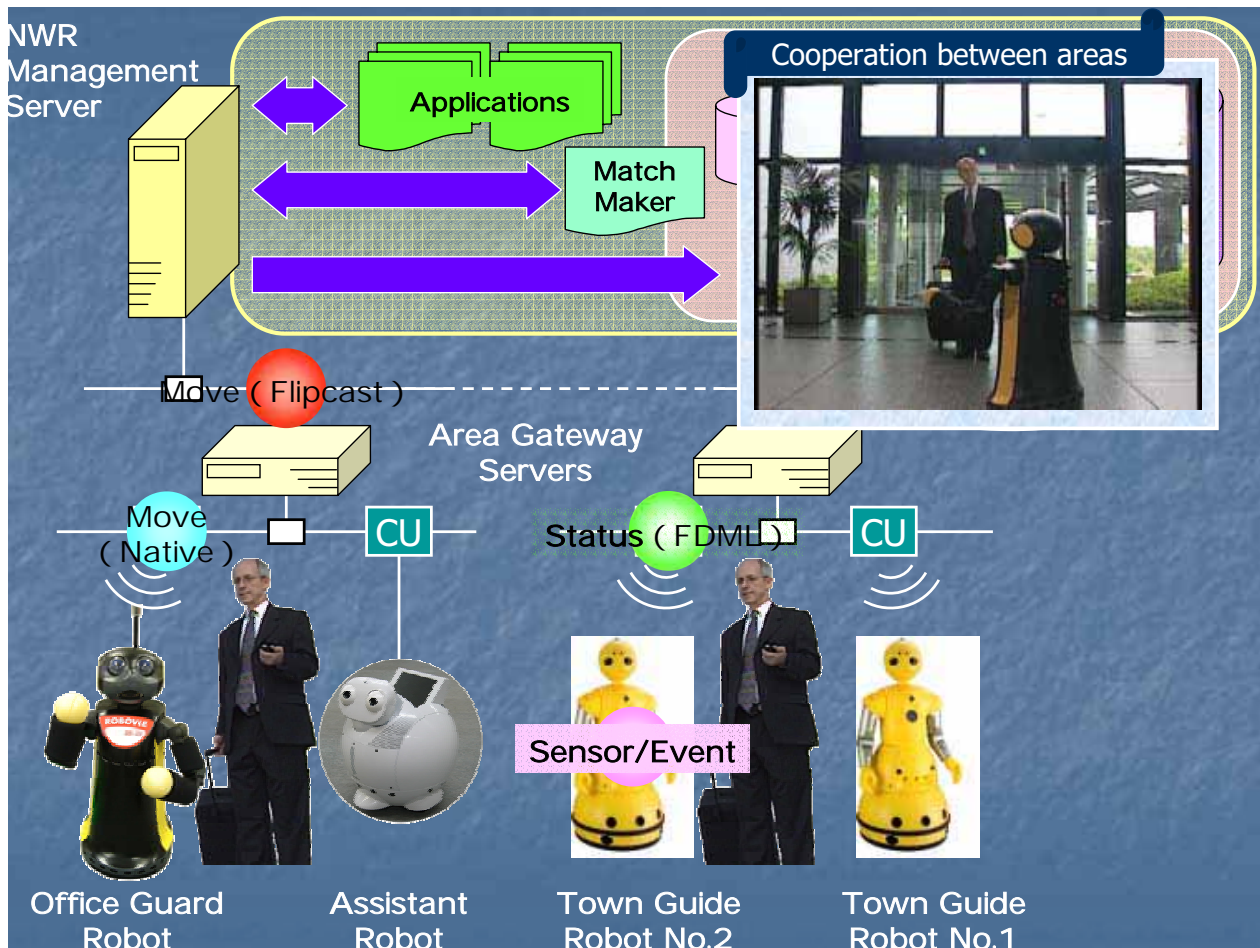 NWR
Management
Server
Cooperation between areas
Applications
Match
Maker
Move ( Flipcast )
Area Gateway
Servers
Move
( Native )
CU
Status ( FDML )
CU
ROBOVIE
Sensor/Event
Office Guard
Robot
Assistant
Robot
Town Guide
Robot No.2
Town Guide
Robot No.1